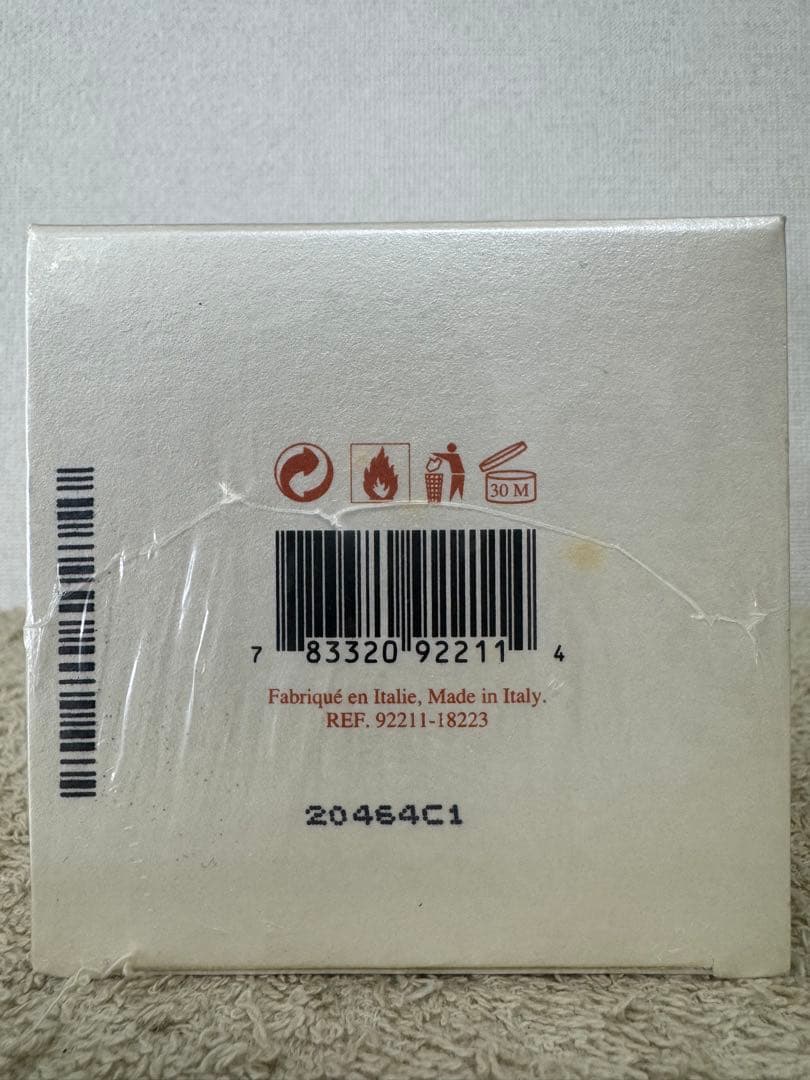 30 M
7 83320 92211 4
Fabriqué en Italie, Made in Italy.
REF. 92211-18223
20464C1